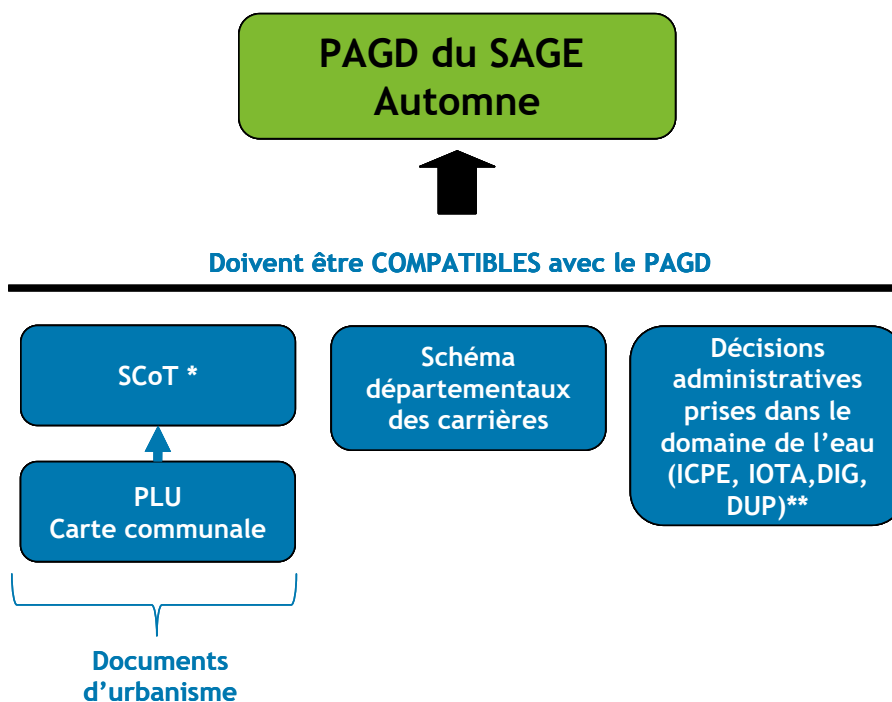 PAGD du SAGE
Automne
Doivent être COMPATIBLES avec le PAGD
SCoT *
PLU
Carte communale
Documents
d’urbanisme
Schéma
départementaux
des carrières
Décisions
administratives
prises dans le
domaine de l’eau
(ICPE, IOTA,DIG,
DUP)**